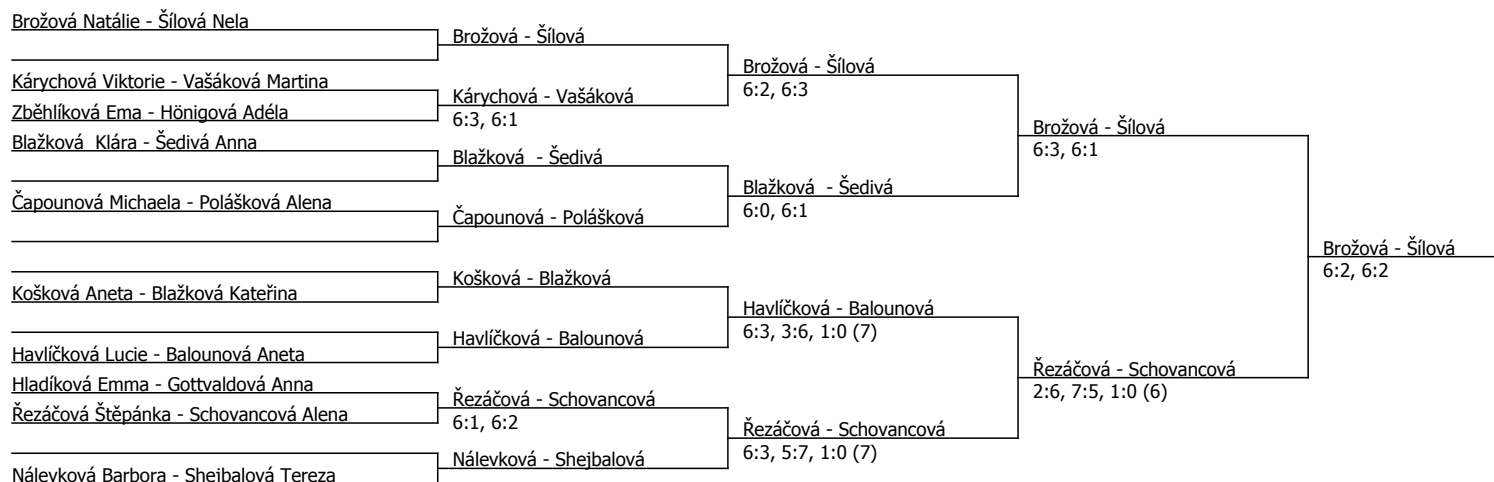 Brožová Natálie - Šílová Nela
Kárychová Viktorie - Vašáková Martina
Zběhlíková Ema - Hönigová Adéla
Blažková  Klára - Šedivá Anna
Čapounová Michaela - Polášková Alena
Košková Aneta - Blažková Kateřina
Havlíčková Lucie - Balounová Aneta
Hladíková Emma - Gottvaldová Anna
Řezáčová Štěpánka - Schovancová Alena
Nálevková Barbora - Shejbalová Tereza
Brožová - Šílová
Kárychová - Vašáková
6:3, 6:1
Blažková  - Šedivá
Čapounová - Polášková
Košková - Blažková
Havlíčková - Balounová
Řezáčová - Schovancová
6:1, 6:2
Nálevková - Shejbalová
Brožová - Šílová
6:2, 6:3
Blažková  - Šedivá
6:0, 6:1
Havlíčková - Balounová
6:3, 3:6, 1:0 (7)
Řezáčová - Schovancová
6:3, 5:7, 1:0 (7)
Brožová - Šílová
6:3, 6:1
Řezáčová - Schovancová
2:6, 7:5, 1:0 (6)
Brožová - Šílová
6:2, 6:2